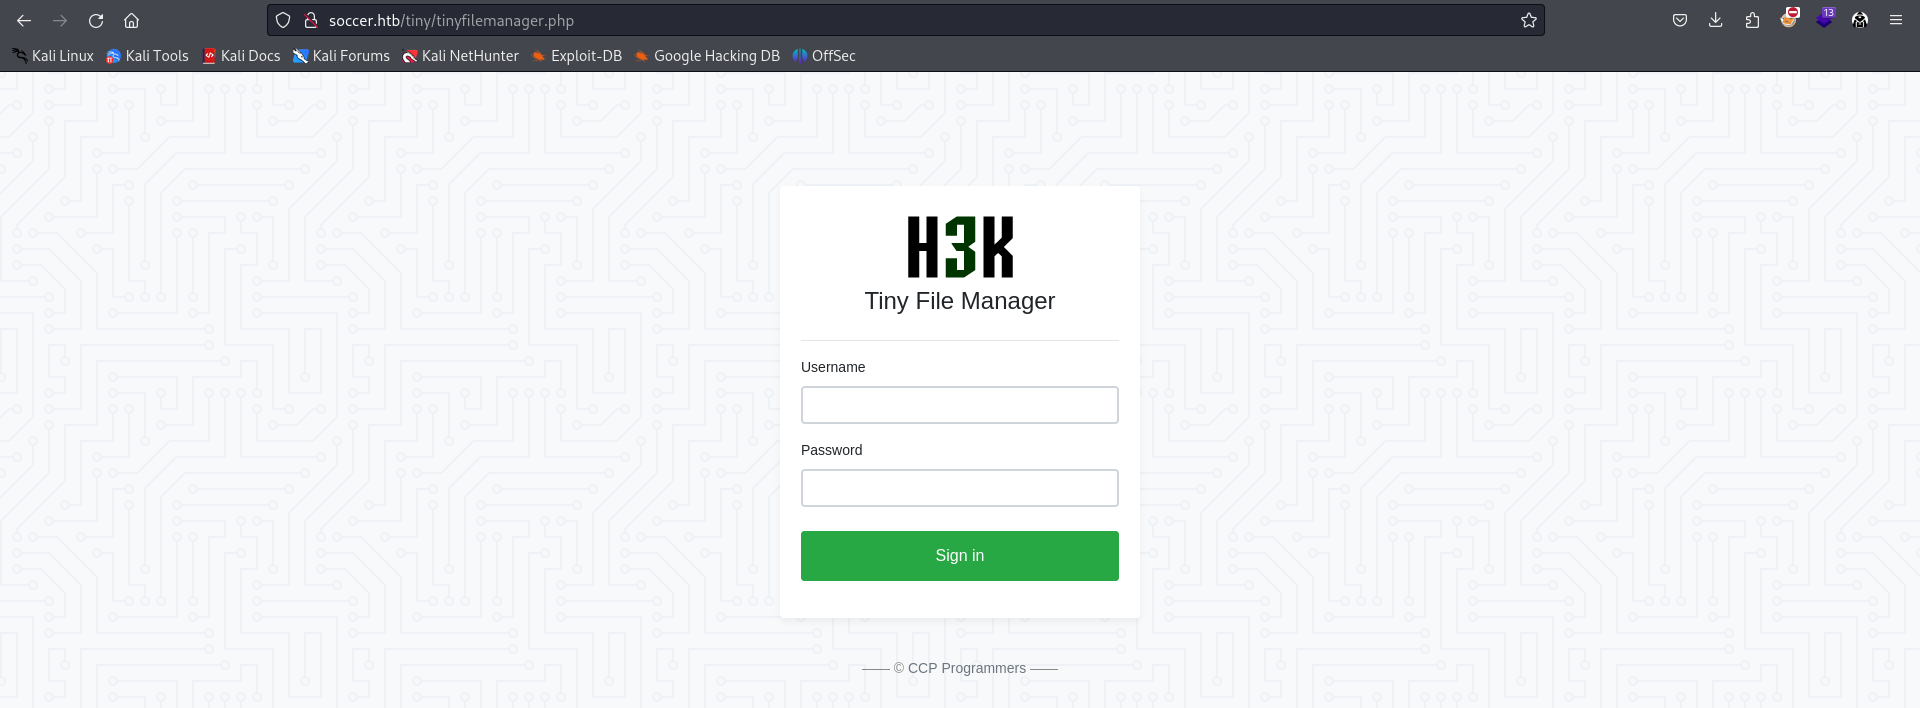 soccer.htb/tiny/tinyfilemanager.php
13
Kali Linux Kali Tools Kali Docs Kali Forums Kali NetHunter Exploit-DB Google Hacking DB OffSec
H3K
Tiny File Manager
Username
Password
Sign in
—— © CCP Programmers ——